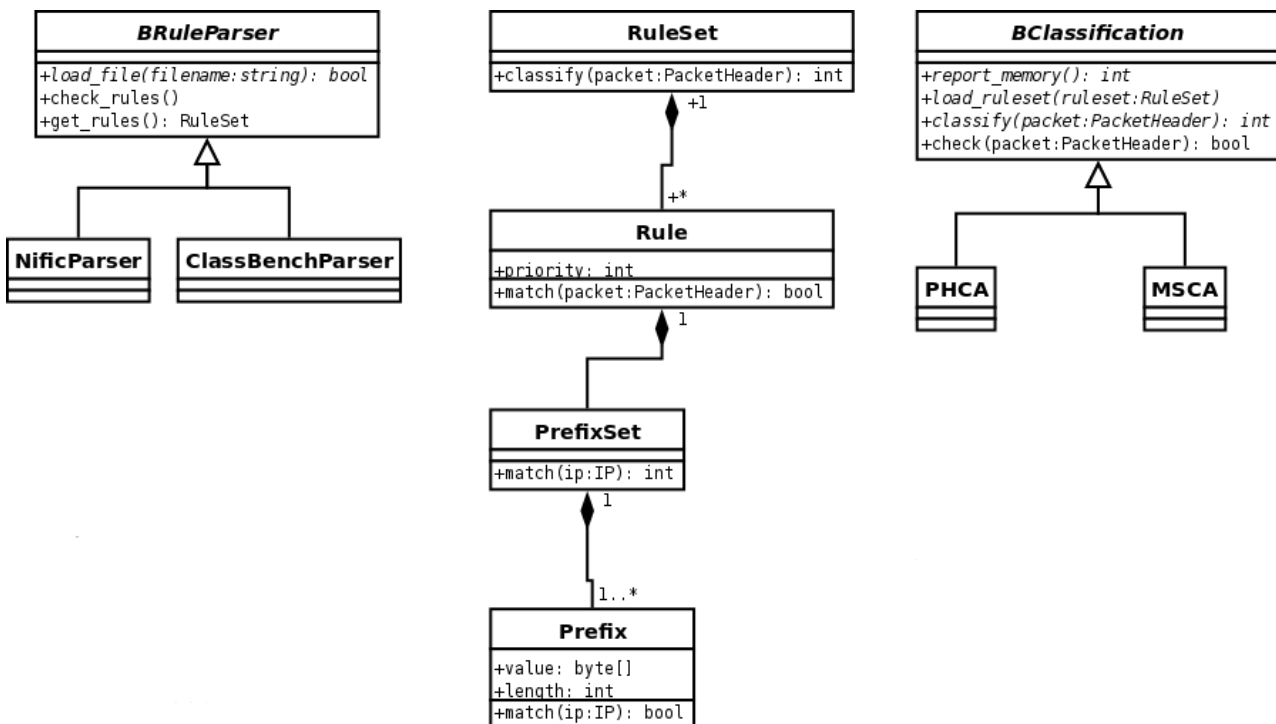 BRuleParser
+load_file(filename:string): bool
+check_rules()
+get_rules(): RuleSet
NificParser
ClassBenchParser
RuleSet
+classify(packet:PacketHeader): int
+1
+*
Rule
+priority: int
+match(packet:PacketHeader): bool
1
PrefixSet
+match(ip:IP): int
1
1..*
Prefix
+value: byte[]
+length: int
+match(ip:IP): bool
BClassification
+report_memory(): int
+load_ruleset(ruleset:RuleSet)
+classify(packet:PacketHeader): int
+check(packet:PacketHeader): bool
PHCA
MSCA